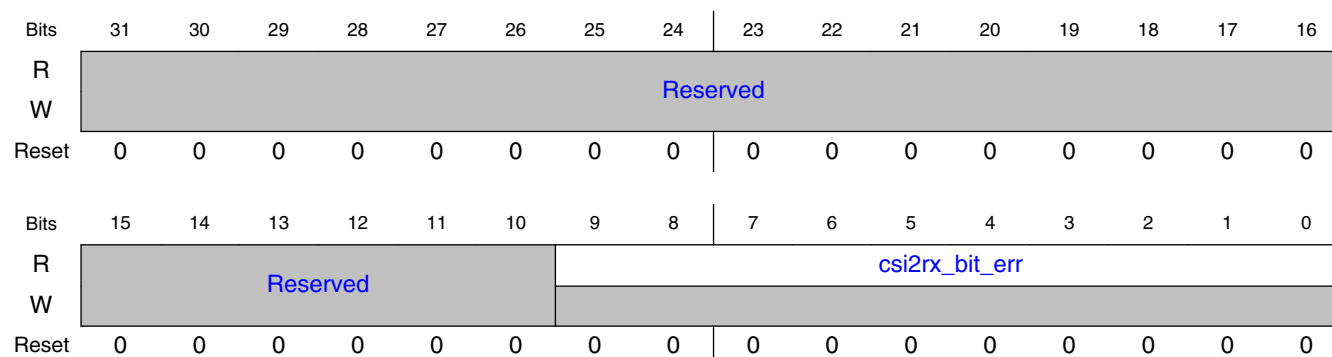 Bits 31 30 29 28 27 26 25 24 23 22 21 20 19 18 17 16
R
Reserved
W
Reset 0 0 0 0 0 0 0 0 0 0 0 0 0 0 0 0
Bits 15 14 13 12 11 10 9 8 7 6 5 4 3 2 1 0
R csi2rx_bit_err
Reserved
W
Reset 0 0 0 0 0 0 0 0 0 0 0 0 0 0 0 0